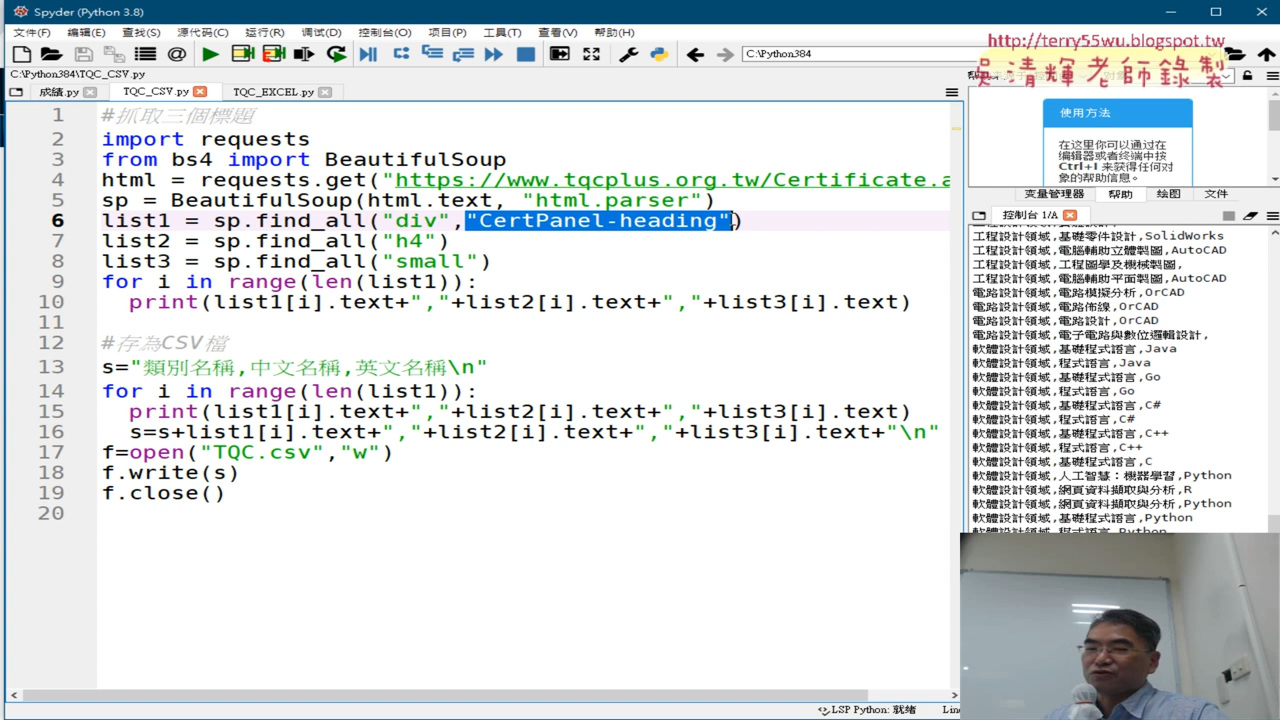 Spyder (Python 3.8)
文件(F) 编辑(E) 查找(S) 源代码(C) 运行(R) 调试(D) 控制台(O) 项目(P) 工具(T) 查看(V) 帮助(H)
http://terry55wu.blogspot.tw
吳清輝老師錄製
C:\Python384
C:\Python384\TQC_CSV.py
成績.py TQC_CSV.py TQC_EXCEL.py
1 #抓取三個標題
2 import requests
3 from bs4 import BeautifulSoup
4 html = requests.get("https://www.tqcplus.org.tw/Certificate.a
5 sp = BeautifulSoup(html.text, "html.parser")
6 list1 = sp.find_all("div","CertPanel-heading")
7 list2 = sp.find_all("h4")
8 list3 = sp.find_all("small")
9 for i in range(len(list1)):
10 print(list1[i].text+","+list2[i].text+","+list3[i].text)
11
12 #存為CSV檔
13 s="類別名稱,中文名稱,英文名稱\n"
14 for i in range(len(list1)):
15 print(list1[i].text+","+list2[i].text+","+list3[i].text)
16 s=s+list1[i].text+","+list2[i].text+","+list3[i].text+"\n"
17 f=open("TQC.csv","w")
18 f.write(s)
19 f.close()
20
使用方法
在这里你可以通过在
编辑器或者终端中按
Ctrl+I 来获得任何对
象的帮助信息。
变量管理器 帮助 绘图 文件
控制台 1/A
工程設計領域,基礎零件設計,SolidWorks
工程設計領域,電腦輔助立體製圖,AutoCAD
工程設計領域,工程圖學及機械製圖,
工程設計領域,電腦輔助平面製圖,AutoCAD
電路設計領域,電路模擬分析,OrCAD
電路設計領域,電路佈線,OrCAD
電路設計領域,電路設計,OrCAD
電路設計領域,電子電路與數位邏輯設計,
軟體設計領域,基礎程式語言,Java
軟體設計領域,程式語言,Java
軟體設計領域,基礎程式語言,Go
軟體設計領域,程式語言,Go
軟體設計領域,基礎程式語言,C#
軟體設計領域,程式語言,C#
軟體設計領域,基礎程式語言,C++
軟體設計領域,程式語言,C++
軟體設計領域,基礎程式語言,C
軟體設計領域,人工智慧：機器學習,Python
軟體設計領域,網頁資料擷取與分析,R
軟體設計領域,網頁資料擷取與分析,Python
軟體設計領域,基礎程式語言,Python
軟體設計領域,程式語言,Python
LSP Python: 就绪 Line